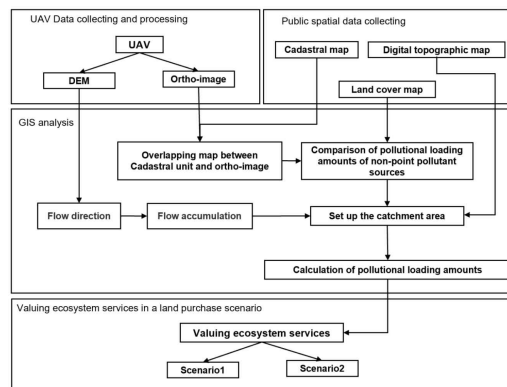 UAV Data collecting and processing
Public spatial data collecting
UAV
Cadastral map
Digital topographic map
DEM
Ortho-image
Land cover map
GIS analysis
Overlapping map between
Cadastral unit and ortho-image
Comparison of pollutional loading
amounts of non-point pollutant
sources
Flow direction
Flow accumulation
Set up the catchment area
Calculation of pollutional loading amounts
Valuing ecosystem services in a land purchase scenario
Valuing ecosystem services
Scenario1
Scenario2